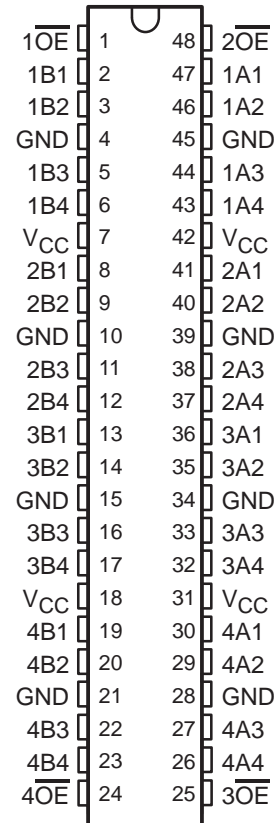 1O̅E̅ 1 48 2O̅E̅
1B1 2 47 1A1
1B2 3 46 1A2
GND 4 45 GND
1B3 5 44 1A3
1B4 6 43 1A4
VCC 7 42 VCC
2B1 8 41 2A1
2B2 9 40 2A2
GND 10 39 GND
2B3 11 38 2A3
2B4 12 37 2A4
3B1 13 36 3A1
3B2 14 35 3A2
GND 15 34 GND
3B3 16 33 3A3
3B4 17 32 3A4
VCC 18 31 VCC
4B1 19 30 4A1
4B2 20 29 4A2
GND 21 28 GND
4B3 22 27 4A3
4B4 23 26 4A4
4O̅E̅ 24 25 3O̅E̅